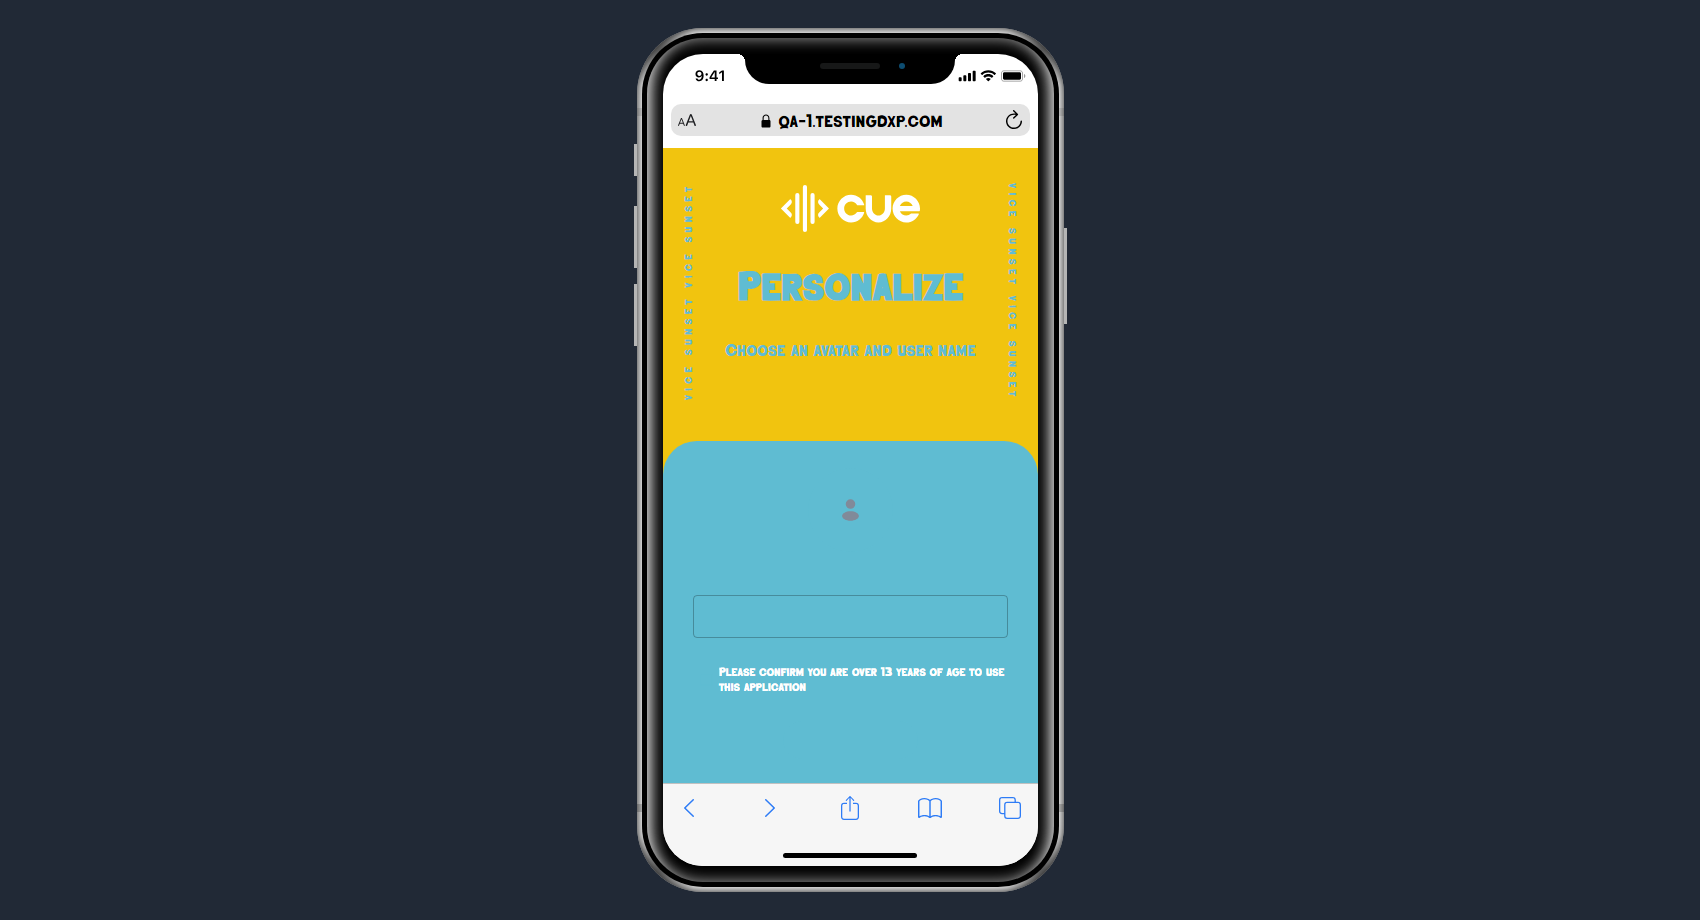 9:41
AA
QA-1.TESTINGDXP.COM
cue
VICE SUNSET VICE SUNSET
VICE SUNSET VICE SUNSET
PERSONALIZE
CHOOSE AN AVATAR AND USER NAME
PLEASE CONFIRM YOU ARE OVER 13 YEARS OF AGE TO USE
THIS APPLICATION